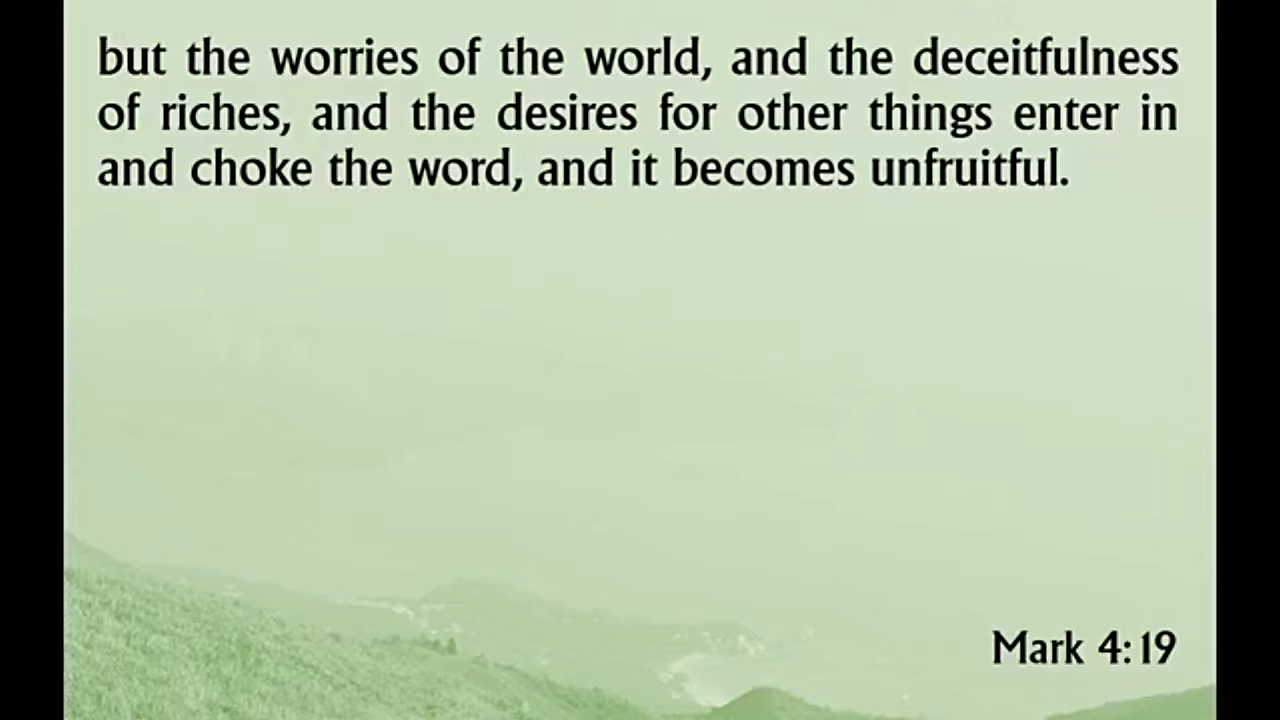 but the worries of the world, and the deceitfulness
of riches, and the desires for other things enter in
and choke the word, and it becomes unfruitful.
Mark 4:19